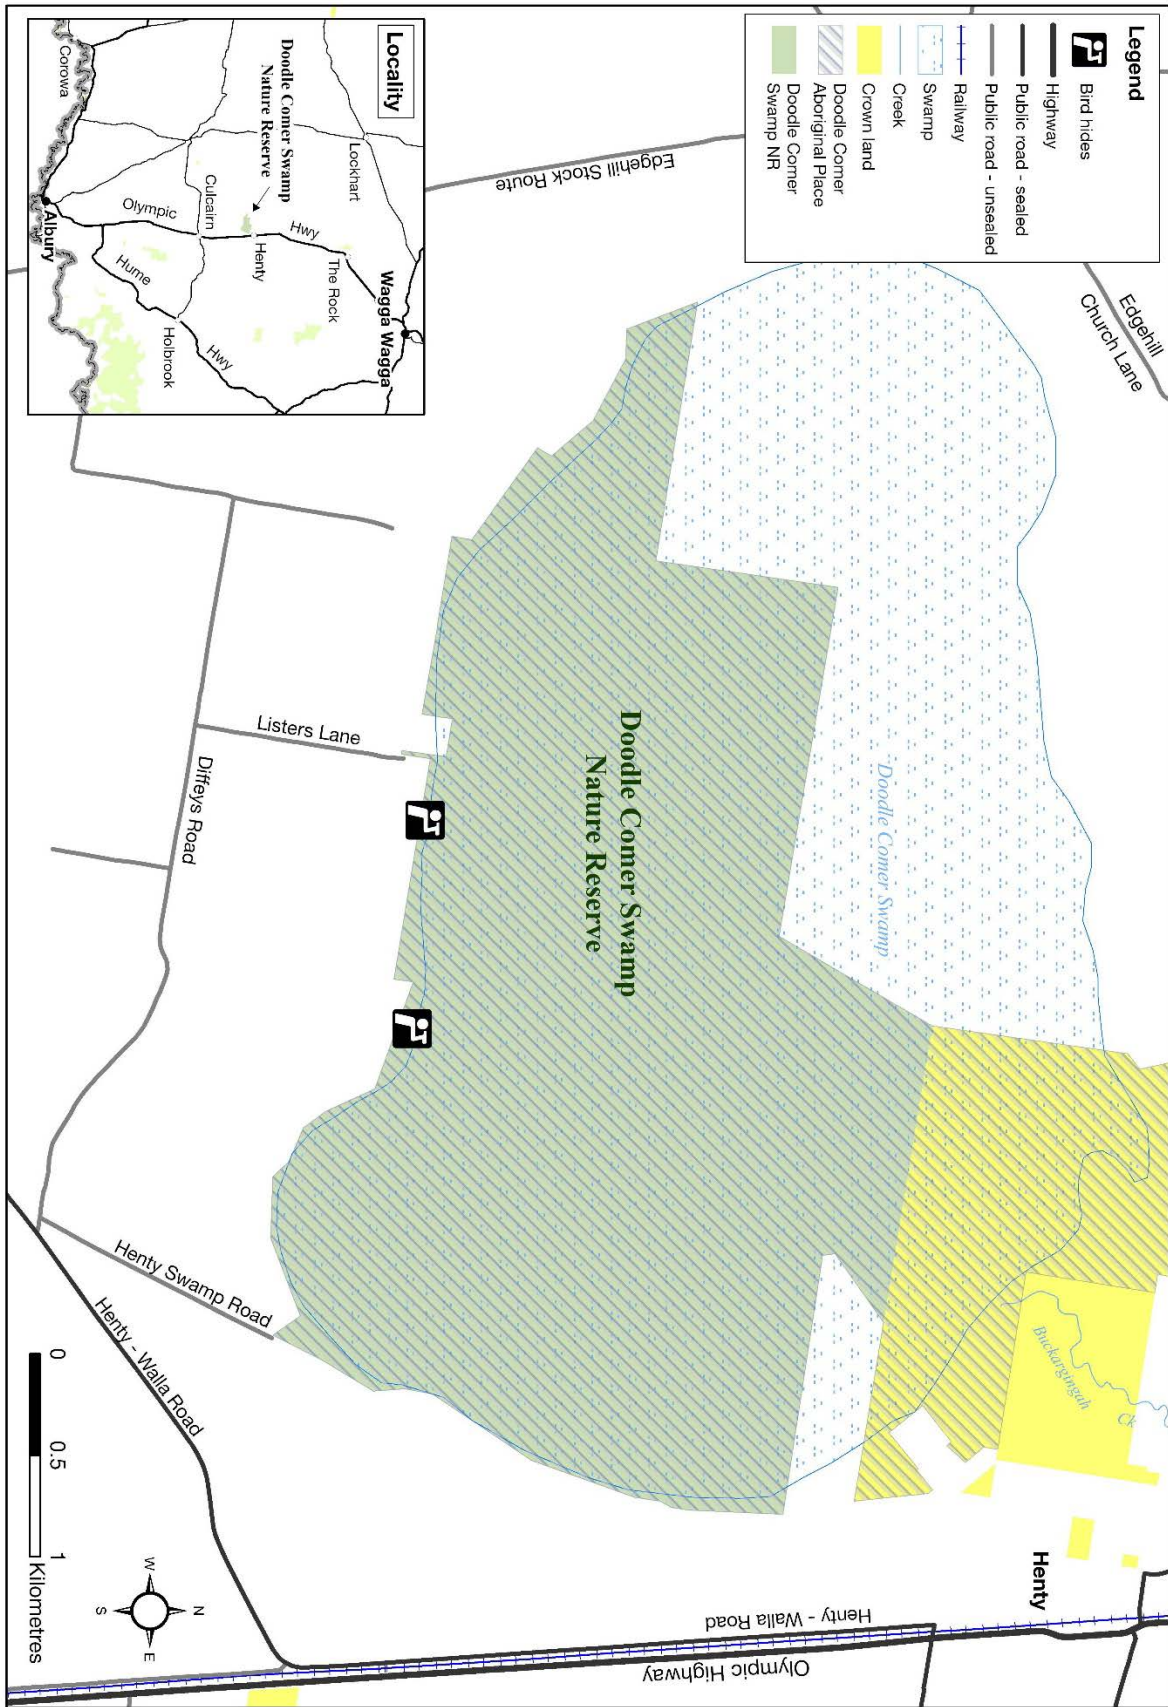 Legend
Bird hides
Highway
Public road - sealed
Public road - unsealed
Railway
Swamp
Creek
Crown land
Doodle Comer
Aboriginal Place
Doodle Comer
Swamp NR
Locality
Doodle Comer Swamp
Nature Reserve
Lockhart
Wagga Wagga
The Rock
Hwy
Henty
Culcairn
Olympic
Hume
Hwy
Holbrook
Corowa
Albury
Edgehill
Church Lane
Edgehill Stock Route
Doodle Comer Swamp
Doodle Comer Swamp
Nature Reserve
Buckargingah
Ck
Henty
Listers Lane
Diffeys Road
Henty Swamp Road
Henty - Walla Road
Henty - Walla Road
Olympic Highway
0
0.5
1
Kilometres
N
W
E
S